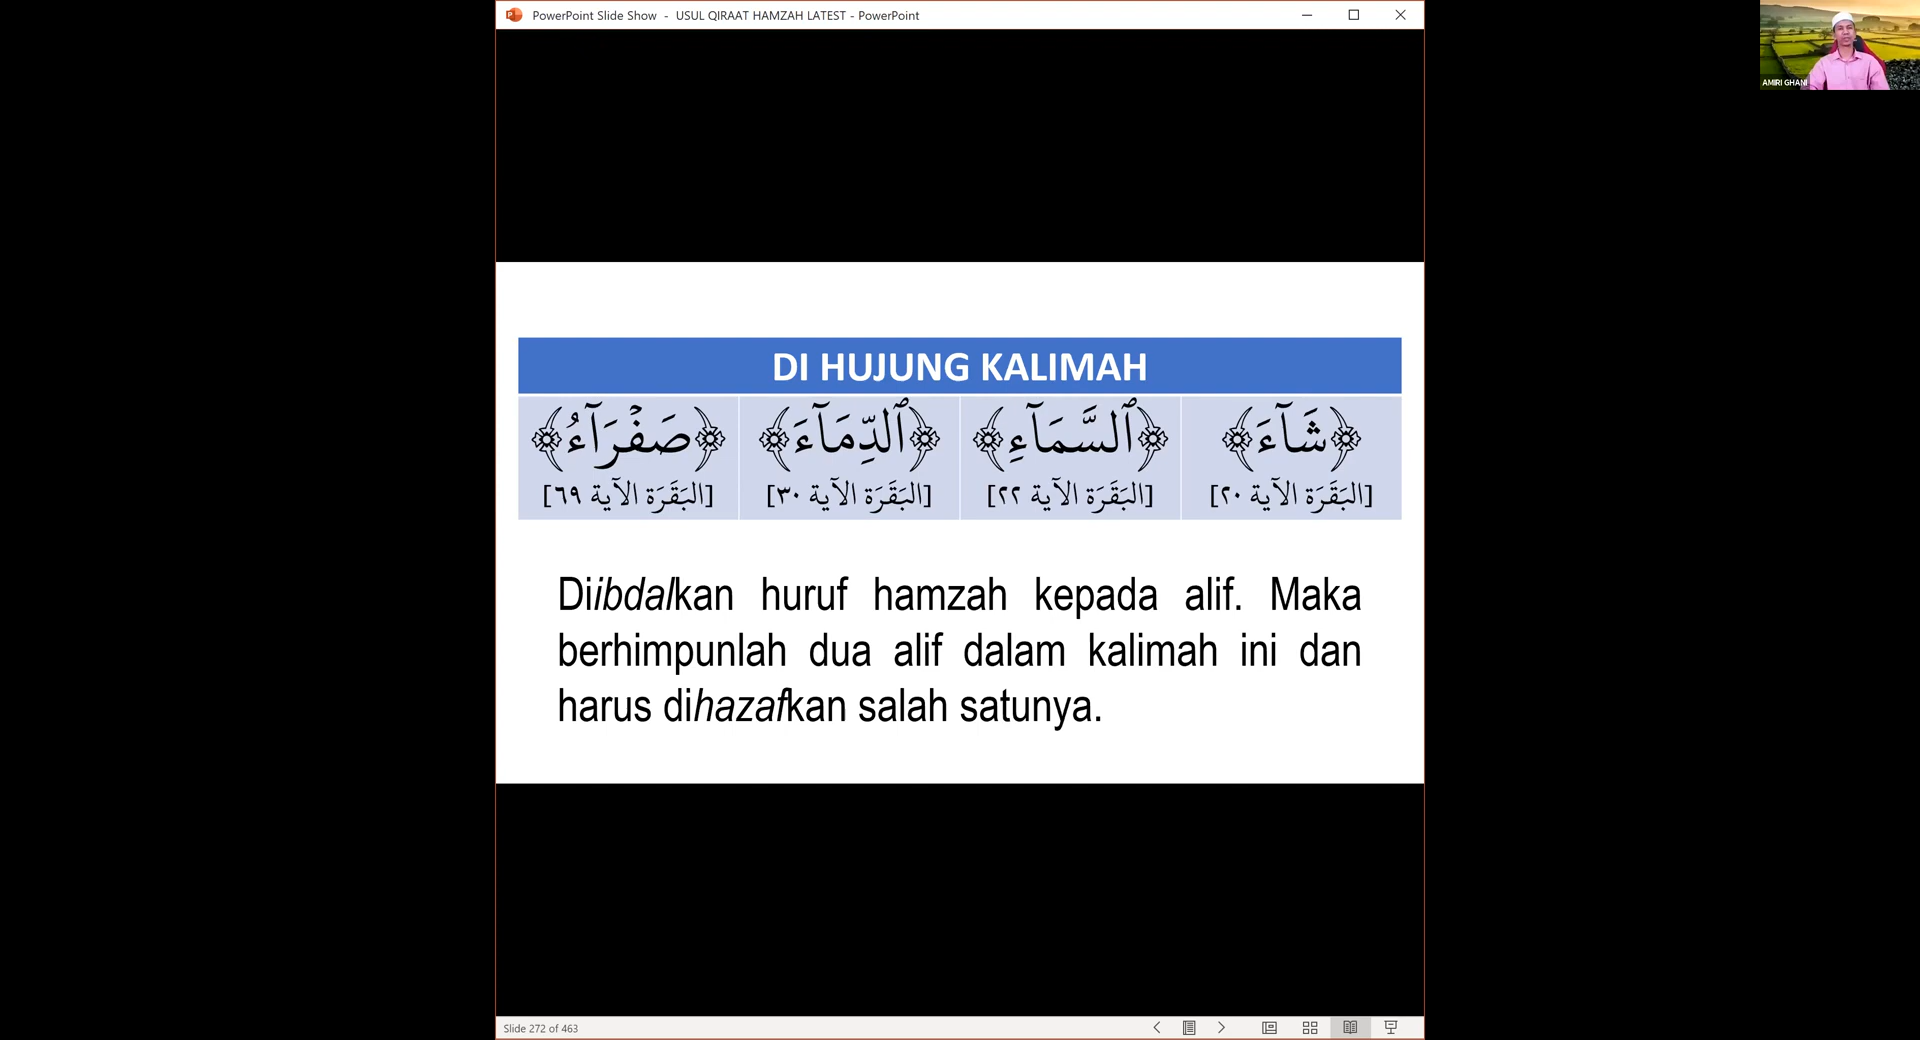 PowerPoint Slide Show - USUL QIRAAT HAMZAH LATEST - PowerPoint
AMIRI GHANI
DI HUJUNG KALIMAH
﴿شَآءَ﴾ ﴿ٱلسَّمَآءِ﴾ ﴿ٱلدِّمَآءَ﴾ ﴿صَفۡرَآءُ﴾
[البَقَرَة الآية ٢٠] [البَقَرَة الآية ٢٢] [البَقَرَة الآية ٣٠] [البَقَرَة الآية ٦٩]
Diibdalkan huruf hamzah kepada alif. Maka
berhimpunlah dua alif dalam kalimah ini dan
harus dihazafkan salah satunya.
Slide 272 of 463